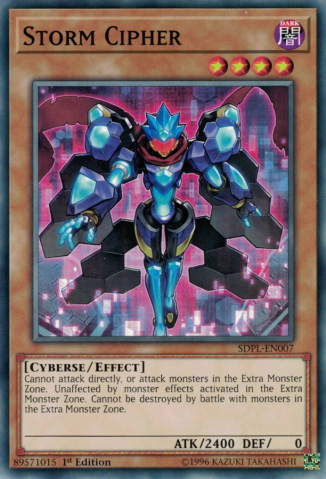 Storm Cipher
DARK
闇
SDPL-EN007
[Cyberse/Effect]
Cannot attack directly, or attack monsters in the Extra Monster
Zone. Unaffected by monster effects activated in the Extra
Monster Zone. Cannot be destroyed by battle with monsters in
the Extra Monster Zone.
ATK/2400 DEF/ 0
89571015 1st Edition ©1996 KAZUKI TAKAHASHI